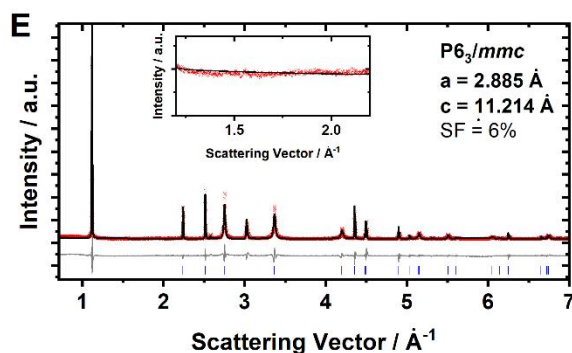 E
Intensity / a.u.
Intensity / a.u.
1.5 2.0
Scattering Vector / Å⁻¹
P6₃/mmc
a = 2.885 Å
c = 11.214 Å
SF = 6%
1 2 3 4 5 6 7
Scattering Vector / Å⁻¹